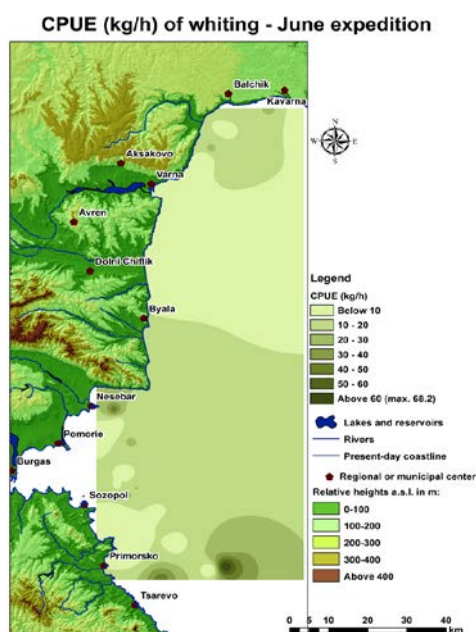 CPUE (kg/h) of whiting - June expedition
Balchik
Kavarna
N
W E
S
Aksakovo
Varna
Avren
Dolni Chiflik
Byala
Nesebar
Pomorie
Burgas
Sozopol
Primorsko
Tsarevo
Legend
CPUE (kg/h)
Below 10
10 - 20
20 - 30
30 - 40
40 - 50
50 - 60
Above 60 (max. 68.2)
Lakes and reservoirs
Rivers
Present-day coastline
Regional or municipal center
Relative heights a.s.l. in m:
0-100
100-200
200-300
300-400
Above 400
0 5 10 20 30 40
km